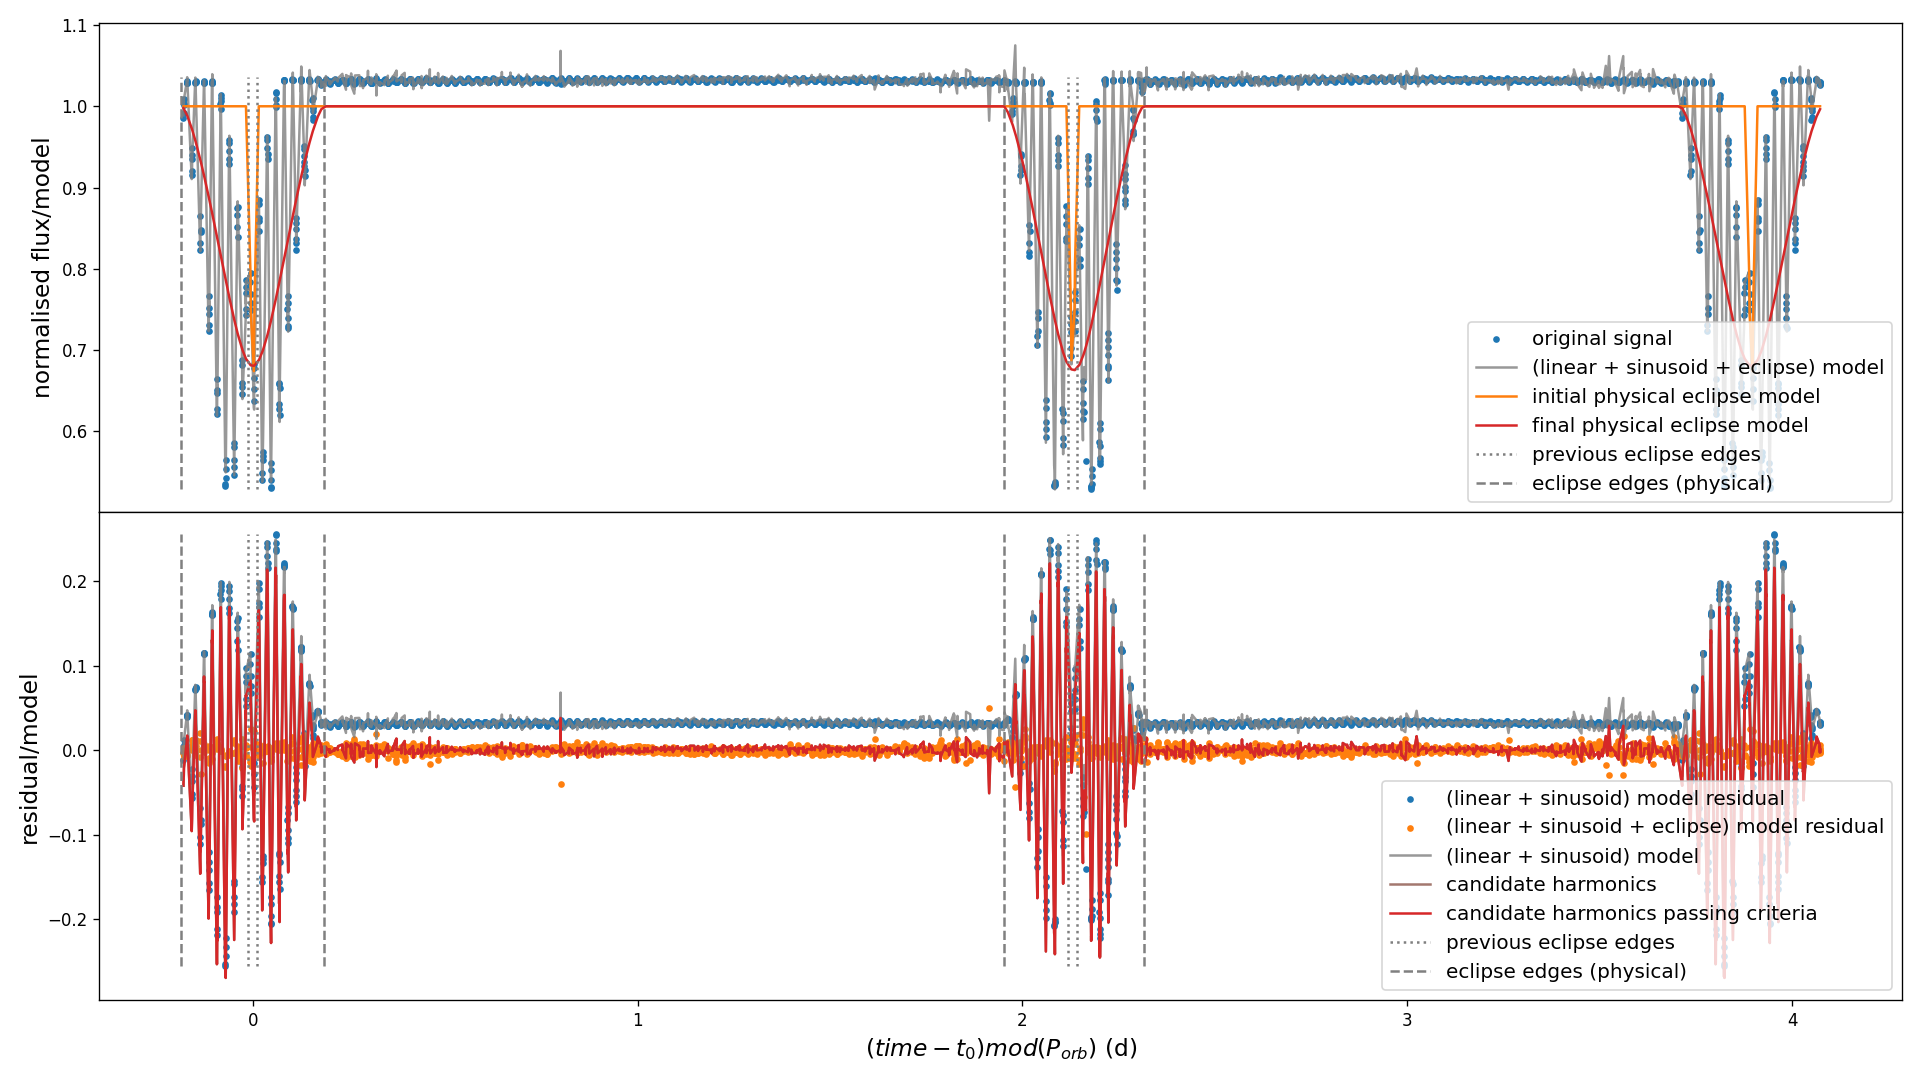 1.1
1.0
0.9
0.8
0.7
0.6
normalised flux/model
original signal
(linear + sinusoid + eclipse) model
initial physical eclipse model
final physical eclipse model
previous eclipse edges
eclipse edges (physical)
0.2
0.1
0.0
−0.1
−0.2
residual/model
(linear + sinusoid) model residual
(linear + sinusoid + eclipse) model residual
(linear + sinusoid) model
candidate harmonics
candidate harmonics passing criteria
previous eclipse edges
eclipse edges (physical)
0 1 2 3 4
(time − t₀)mod(P_orb) (d)